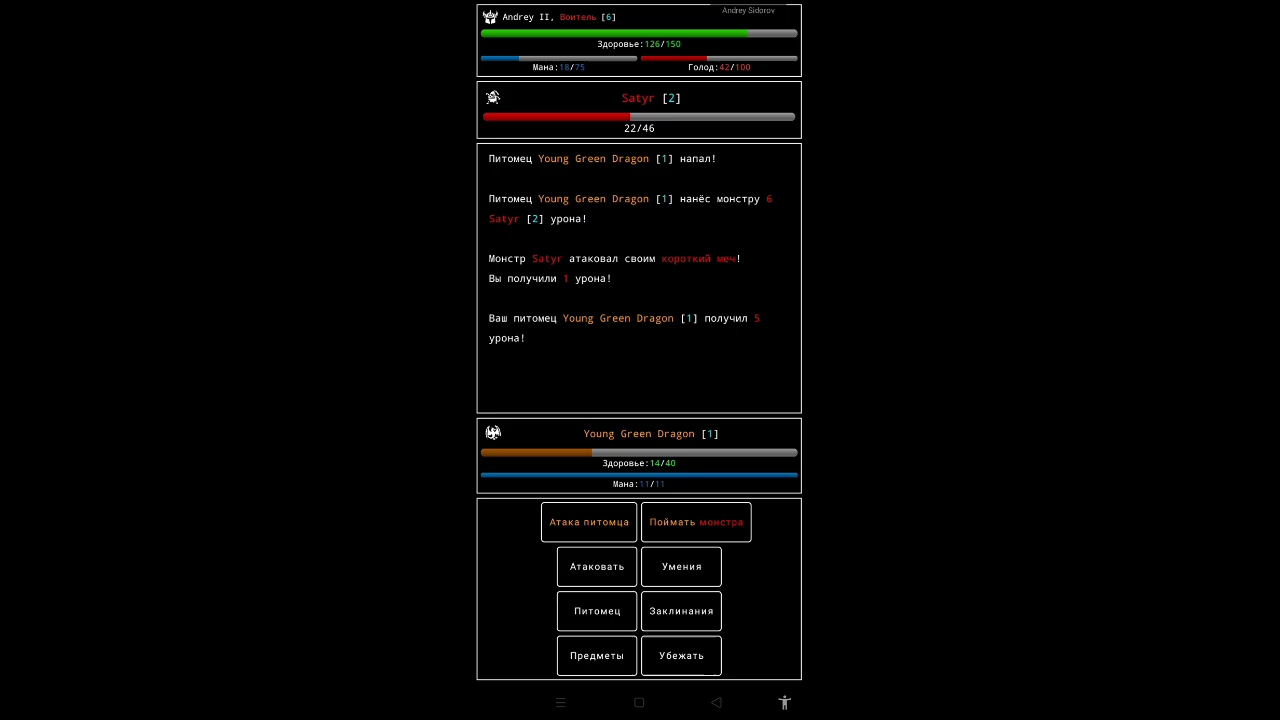 Andrey Sidorov
Andrey II, Воитель [6]
Здоровье:126/150
Мана:18/75 Голод:42/100
Satyr [2]
22/46
Питомец Young Green Dragon [1] напал!
Питомец Young Green Dragon [1] нанёс монстру 6
Satyr [2] урона!
Монстр Satyr атаковал своим короткий меч!
Вы получили 1 урона!
Ваш питомец Young Green Dragon [1] получил 5
урона!
Young Green Dragon [1]
Здоровье:14/40
Мана:11/11
Атака питомца Поймать монстра
Атаковать Умения
Питомец Заклинания
Предметы Убежать